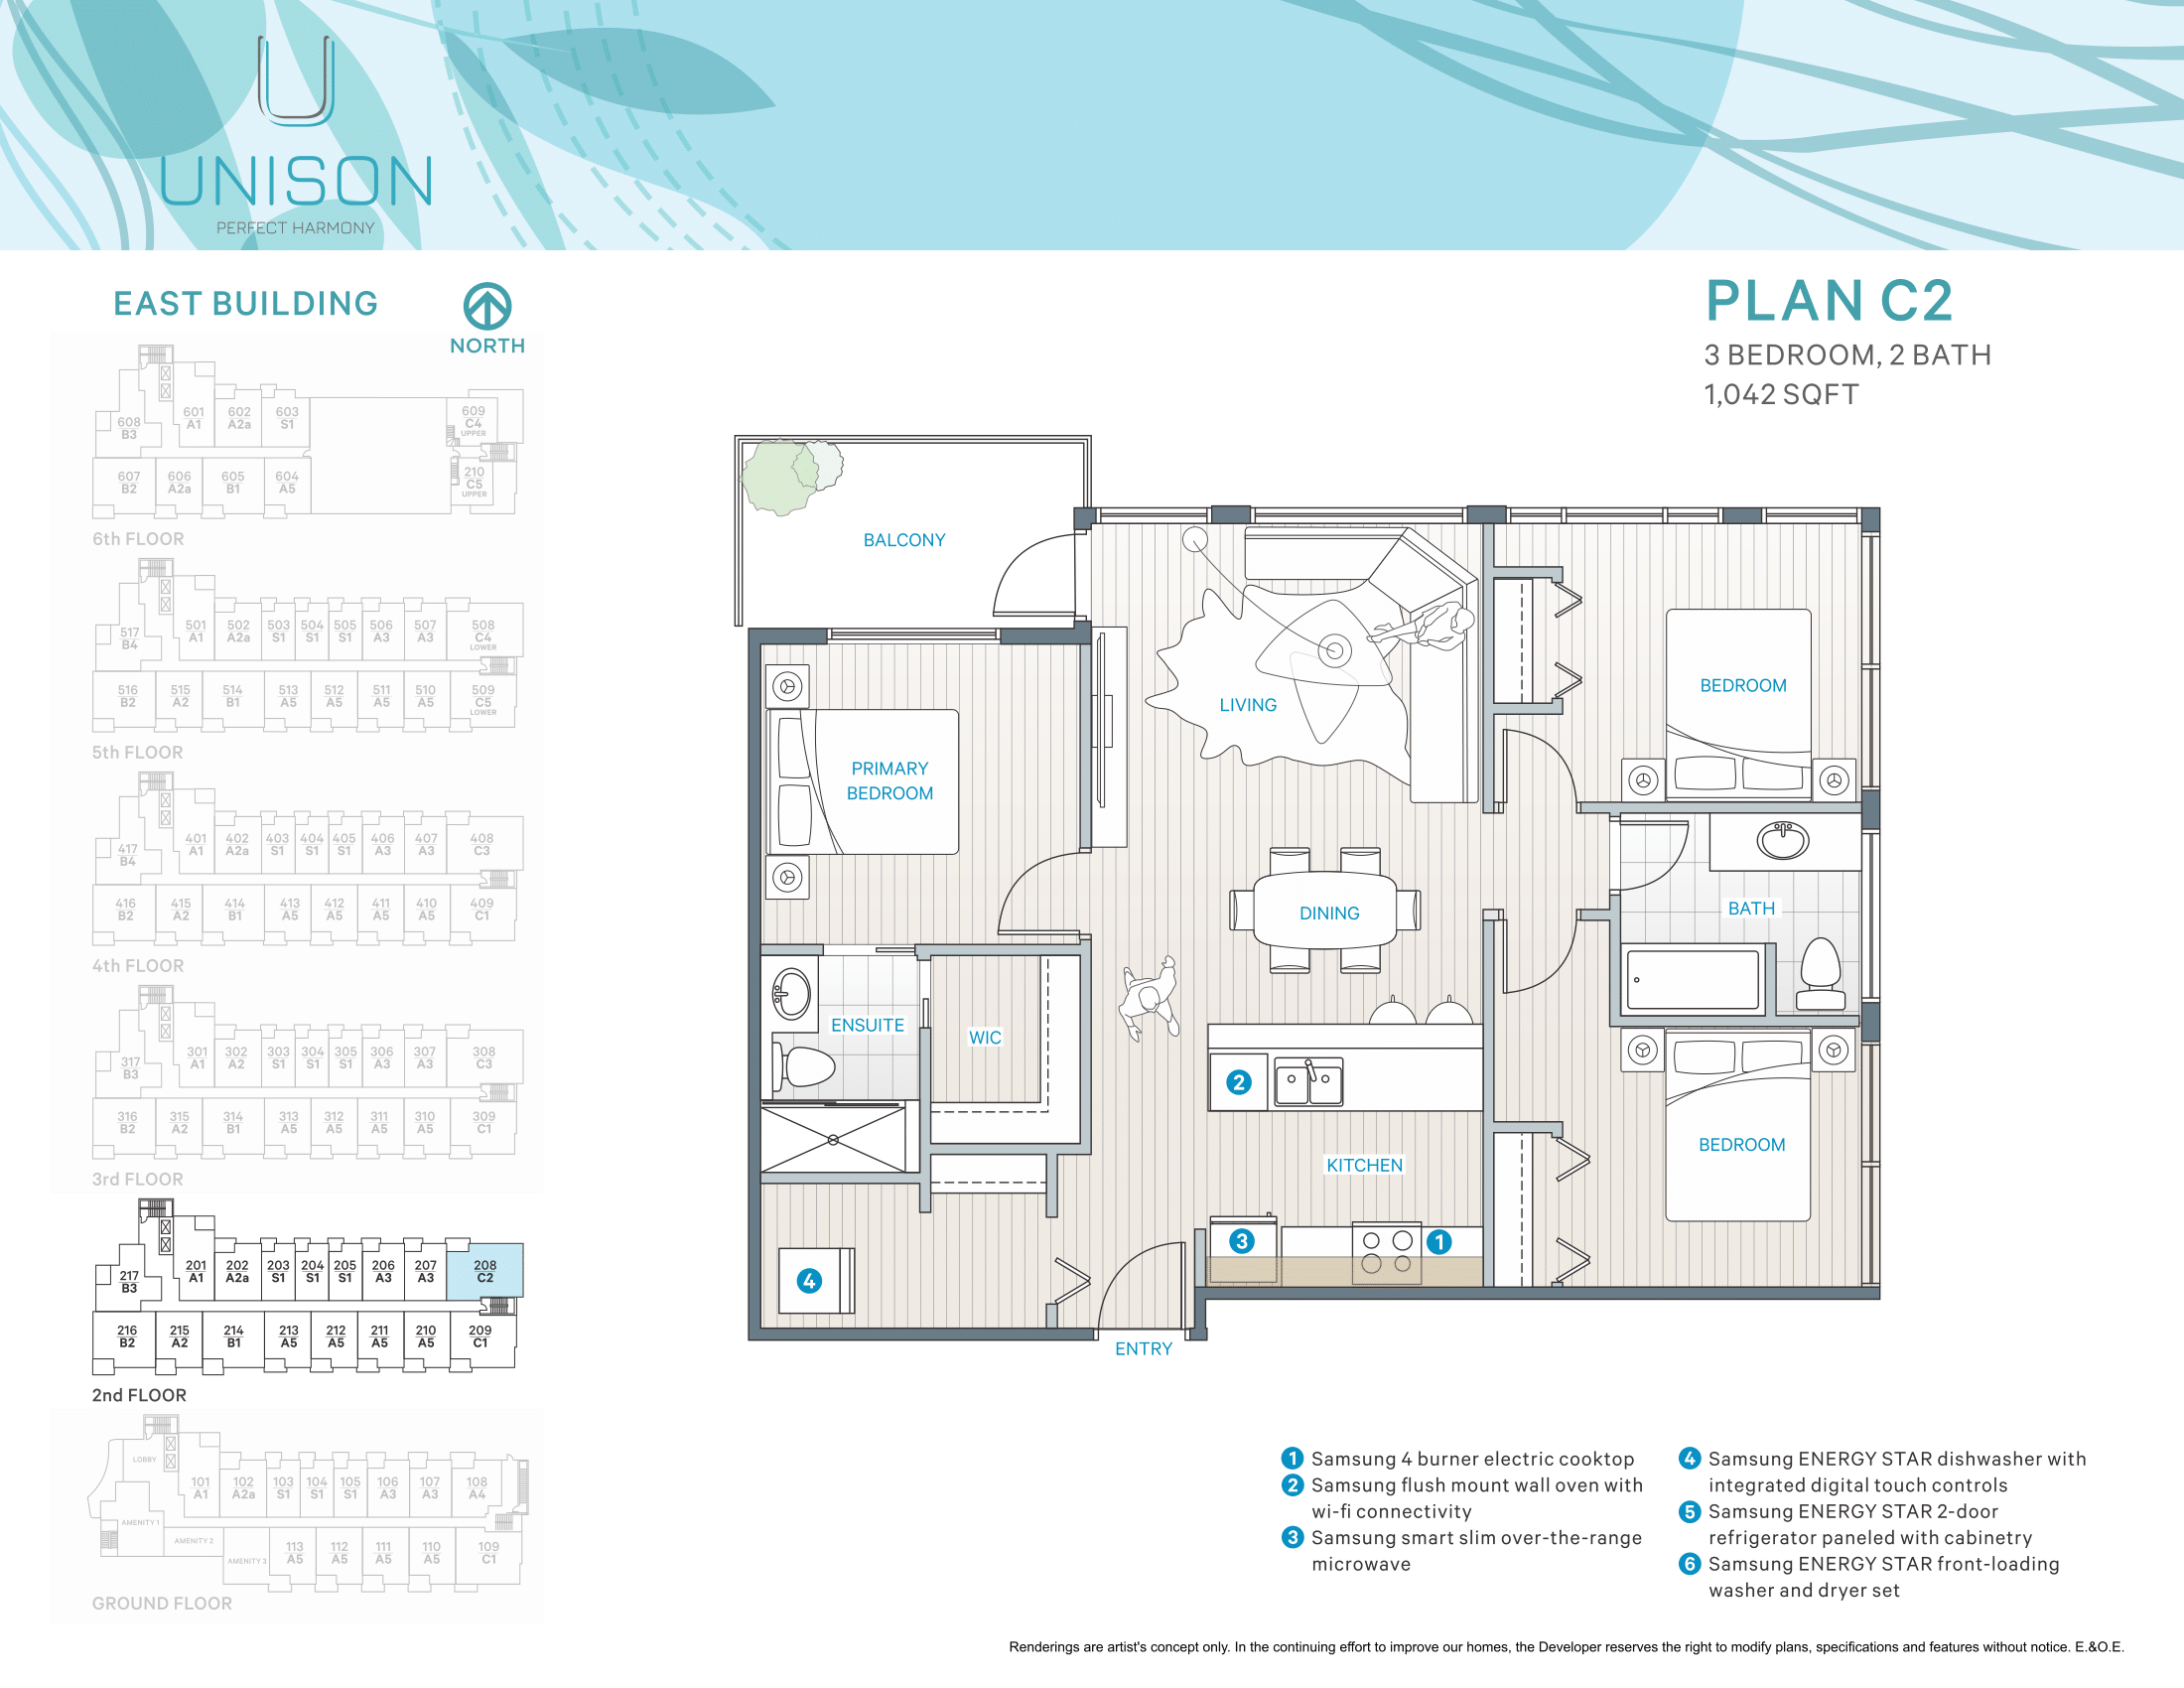 UNISON
PERFECT HARMONY
EAST BUILDING
NORTH
PLAN C2
3 BEDROOM, 2 BATH
1,042 SQFT
608 B3
601 A1
602 A2a
603 S1
609 C4 UPPER
607 B2
606 A2a
605 B1
604 A5
210 C5 UPPER
6th FLOOR
517 B4
501 A1
502 A2a
503 S1
504 S1
505 S1
506 A3
507 A3
508 C4 LOWER
516 B2
515 A2
514 B1
513 A5
512 A5
511 A5
510 A5
509 C5 LOWER
5th FLOOR
417 B4
401 A1
402 A2a
403 S1
404 S1
405 S1
406 A3
407 A3
408 C3
416 B2
415 A2
414 B1
413 A5
412 A5
411 A5
410 A5
409 C1
4th FLOOR
317 B3
301 A1
302 A2
303 S1
304 S1
305 S1
306 A3
307 A3
308 C3
316 B2
315 A2
314 B1
313 A5
312 A5
311 A5
310 A5
309 C1
3rd FLOOR
217 B3
201 A1
202 A2a
203 S1
204 S1
205 S1
206 A3
207 A3
208 C2
216 B2
215 A2
214 B1
213 A5
212 A5
211 A5
210 A5
209 C1
2nd FLOOR
LOBBY
101 A1
102 A2a
103 S1
104 S1
105 S1
106 A3
107 A3
108 A4
AMENITY 1
AMENITY 2
AMENITY 3
113 A5
112 A5
111 A5
110 A5
109 C1
GROUND FLOOR
BALCONY
LIVING
BEDROOM
PRIMARY
BEDROOM
DINING
BATH
ENSUITE
WIC
2
KITCHEN
BEDROOM
3
1
4
ENTRY
1 Samsung 4 burner electric cooktop
2 Samsung flush mount wall oven with
wi-fi connectivity
3 Samsung smart slim over-the-range
microwave
4 Samsung ENERGY STAR dishwasher with
integrated digital touch controls
5 Samsung ENERGY STAR 2-door
refrigerator paneled with cabinetry
6 Samsung ENERGY STAR front-loading
washer and dryer set
Renderings are artist's concept only. In the continuing effort to improve our homes, the Developer reserves the right to modify plans, specifications and features without notice. E.&O.E.